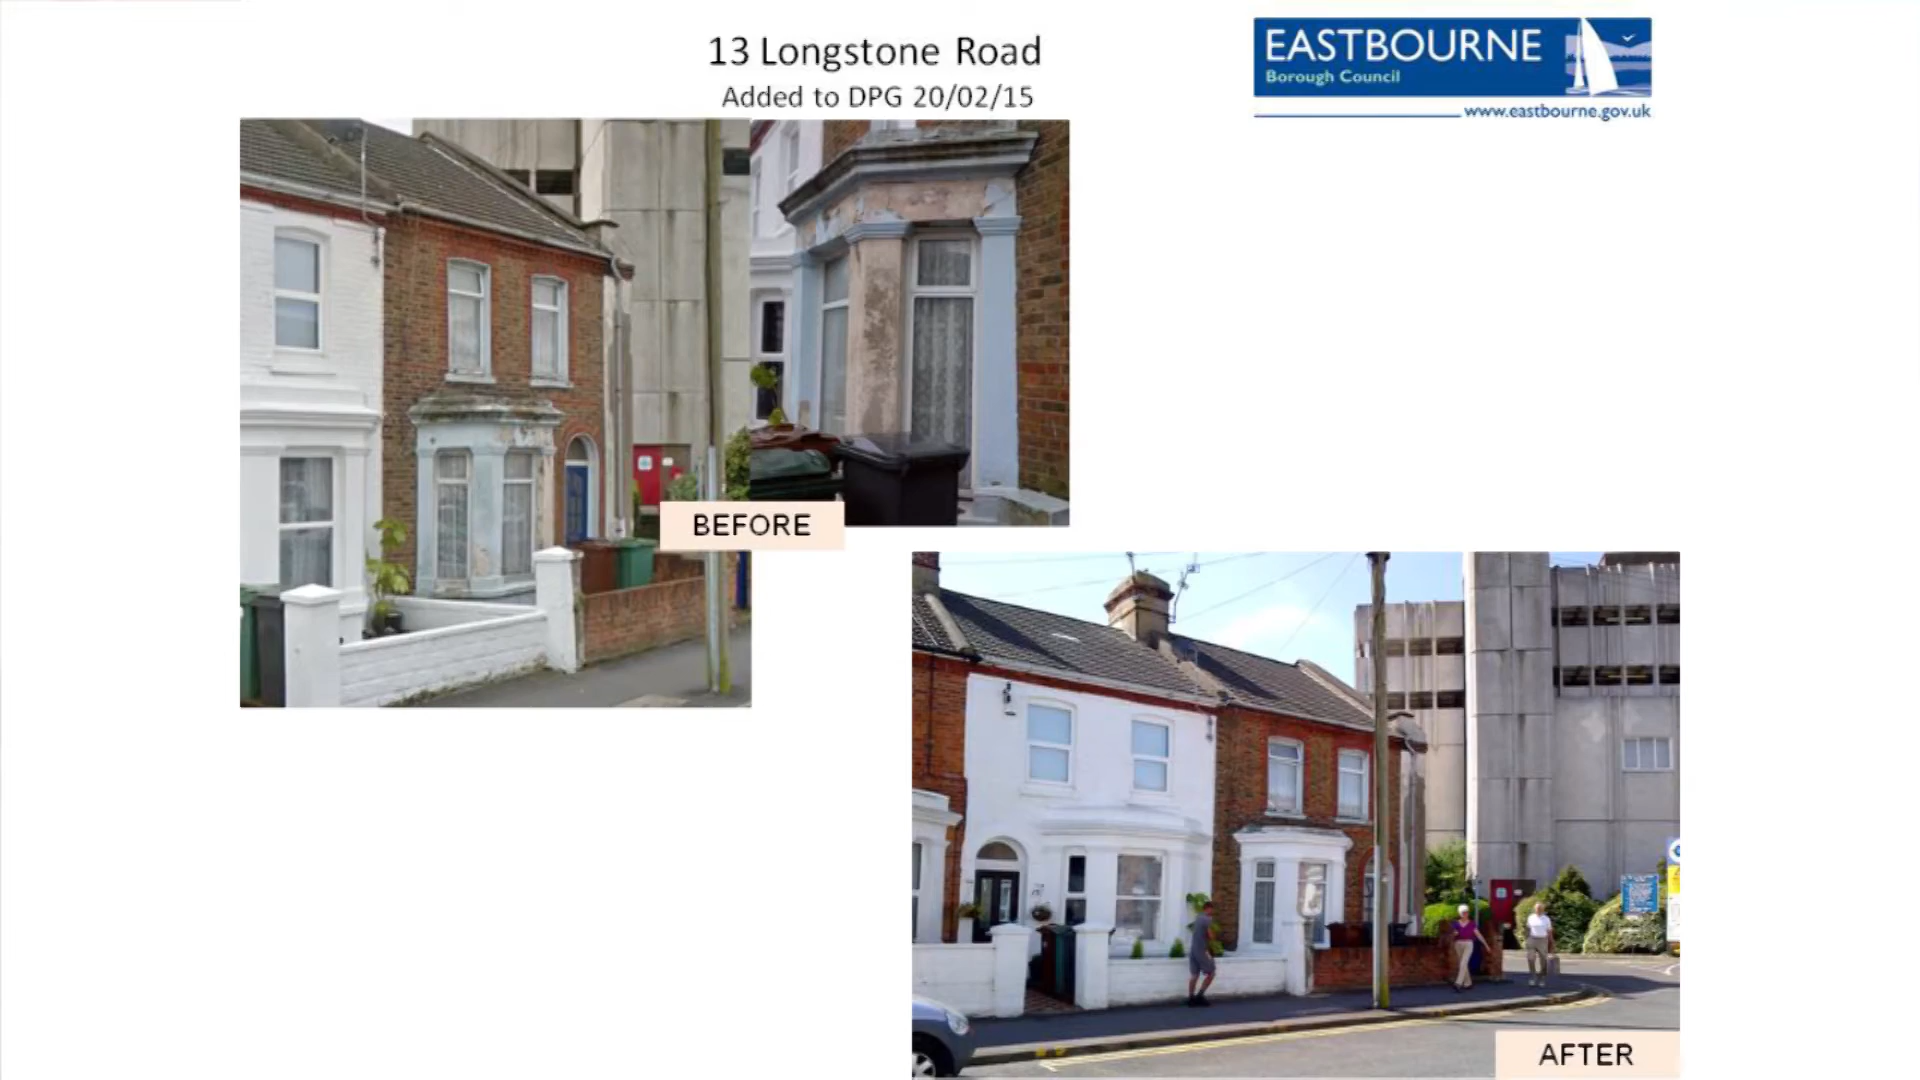 13 Longstone Road
Added to DPG 20/02/15
EASTBOURNE
Borough Council
www.eastbourne.gov.uk
BEFORE
AFTER